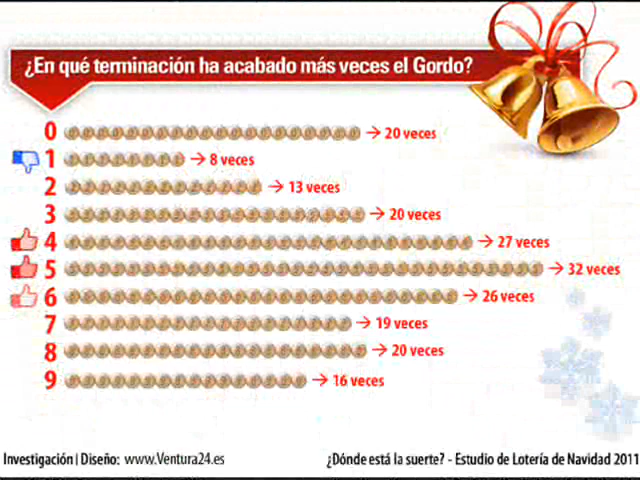 ¿En qué terminación ha acabado más veces el Gordo?
0 → 20 veces
1 → 8 veces
2 → 13 veces
3 → 20 veces
4 → 27 veces
5 → 32 veces
6 → 26 veces
7 → 19 veces
8 → 20 veces
9 → 16 veces
Investigación | Diseño: www.Ventura24.es ¿Dónde está la suerte? - Estudio de Lotería de Navidad 2011